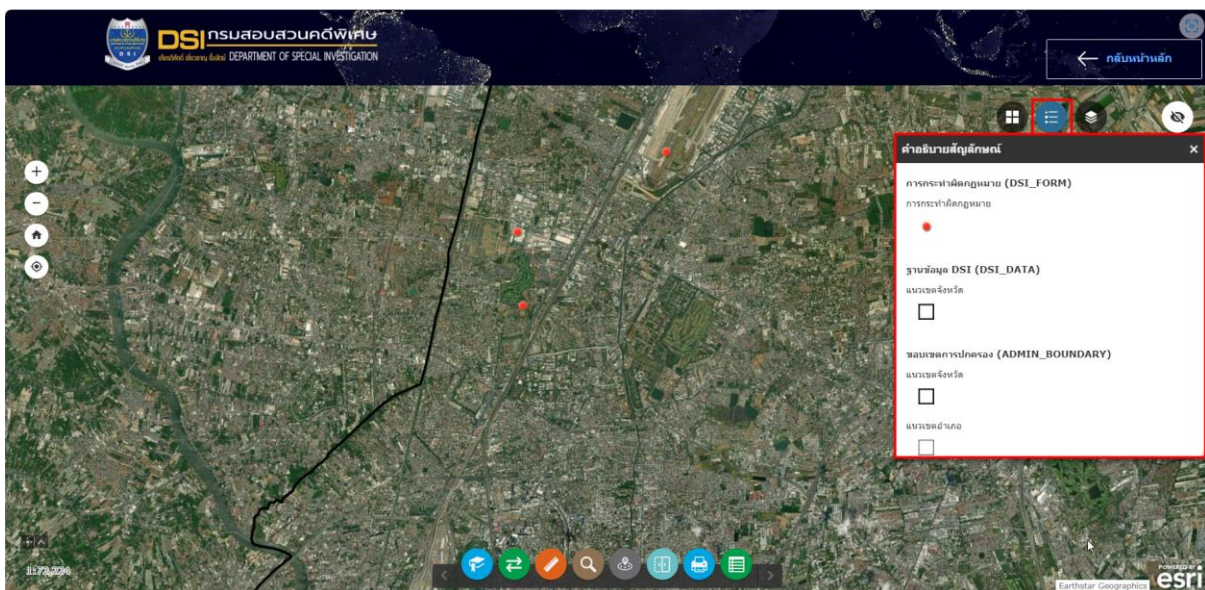 DSI กรมสอบสวนคดีพิเศษ
DEPARTMENT OF SPECIAL INVESTIGATION
กลับหน้าหลัก
คำอธิบายสัญลักษณ์
การกระทำผิดกฎหมาย (DSI_FORM)
การกระทำผิดกฎหมาย
ฐานข้อมูล DSI (DSI_DATA)
แนวเขตจังหวัด
ขอบเขตการปกครอง (ADMIN_BOUNDARY)
แนวเขตจังหวัด
แนวเขตอำเภอ
1:72,224
Earthstar Geographics
POWERED BY
esri